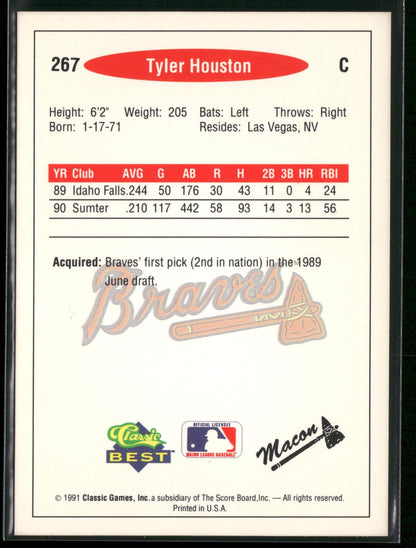 267 Tyler Houston C
Height: 6'2" Weight: 205 Bats: Left Throws: Right
Born: 1-17-71 Resides: Las Vegas, NV
YR Club AVG G AB R H 2B 3B HR RBI
89 Idaho Falls .244 50 176 30 43 11 0 4 24
90 Sumter .210 117 442 58 93 14 3 13 56
Acquired: Braves' first pick (2nd in nation) in the 1989
June draft.
Braves
Classic
BEST
OFFICIAL LICENSEE
MAJOR LEAGUE BASEBALL
Macon
© 1991 Classic Games, Inc. a subsidiary of The Score Board, Inc. — All rights reserved.
Printed in U.S.A.